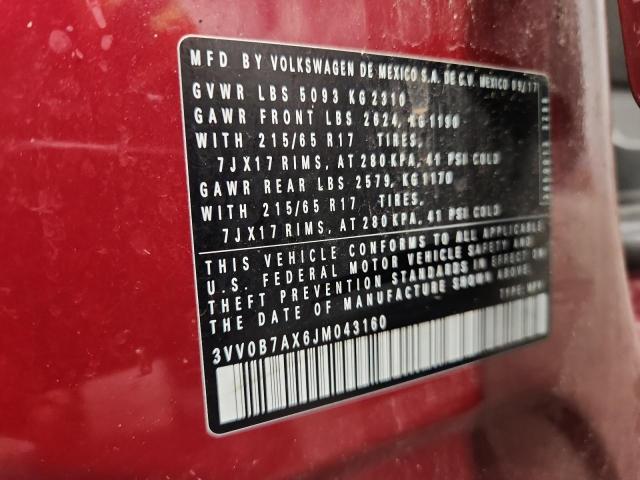 MFD BY VOLKSWAGEN DE MEXICO S.A. DE C.V. MEXICO 09/17
GVWR LBS 5093 KG 2310
GAWR FRONT LBS 2624, KG 1190
WITH 215/65 R17 TIRES,
7JX17 RIMS, AT 280 KPA, 41 PSI COLD
GAWR REAR LBS 2579, KG 1170
WITH 215/65 R17 TIRES.
7JX17 RIMS, AT 280 KPA, 41 PSI COLD
THIS VEHICLE CONFORMS TO ALL APPLICABLE
U.S. FEDERAL MOTOR VEHICLE SAFETY AND
THEFT PREVENTION STANDARDS IN EFFECT ON
THE DATE OF MANUFACTURE SHOWN ABOVE.
TYPE: MPV
3VV0B7AX6JM043160